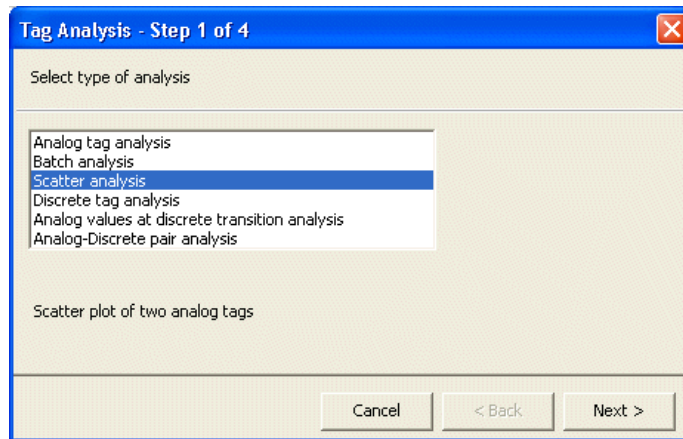 Tag Analysis - Step 1 of 4
Select type of analysis
Analog tag analysis
Batch analysis
Scatter analysis
Discrete tag analysis
Analog values at discrete transition analysis
Analog-Discrete pair analysis
Scatter plot of two analog tags
Cancel < Back Next >